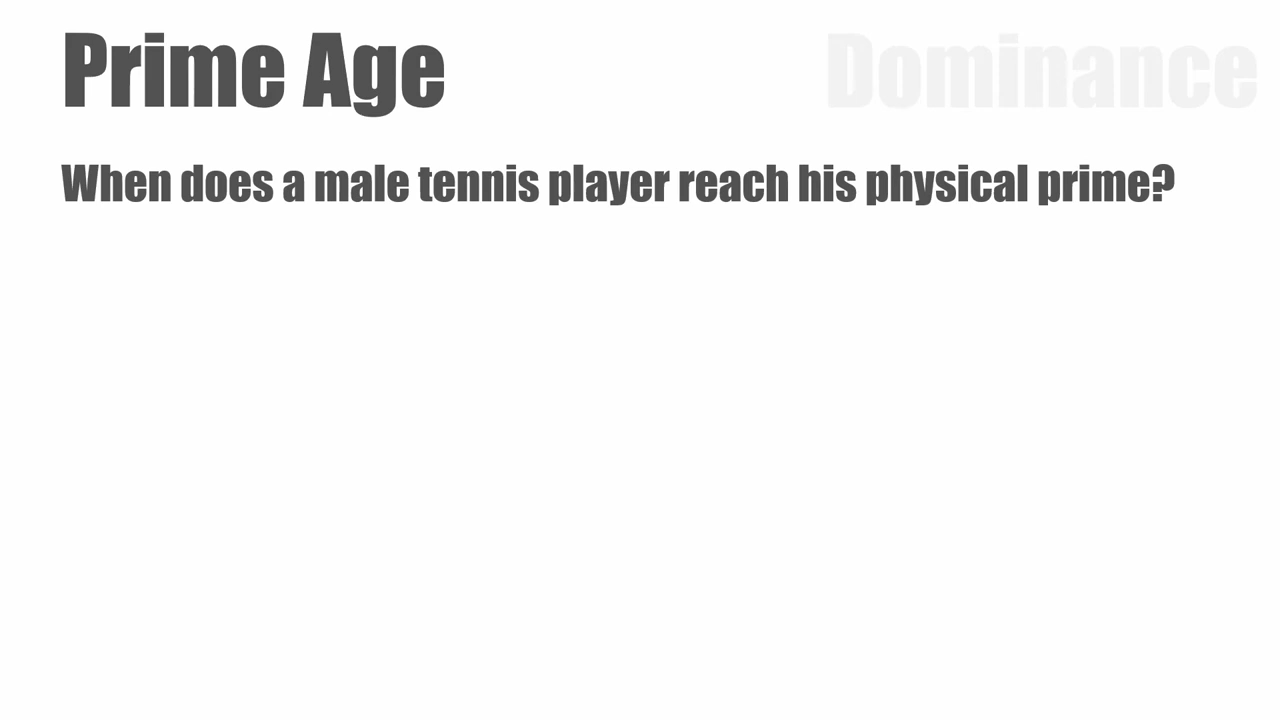 Prime Age
Dominance
When does a male tennis player reach his physical prime?